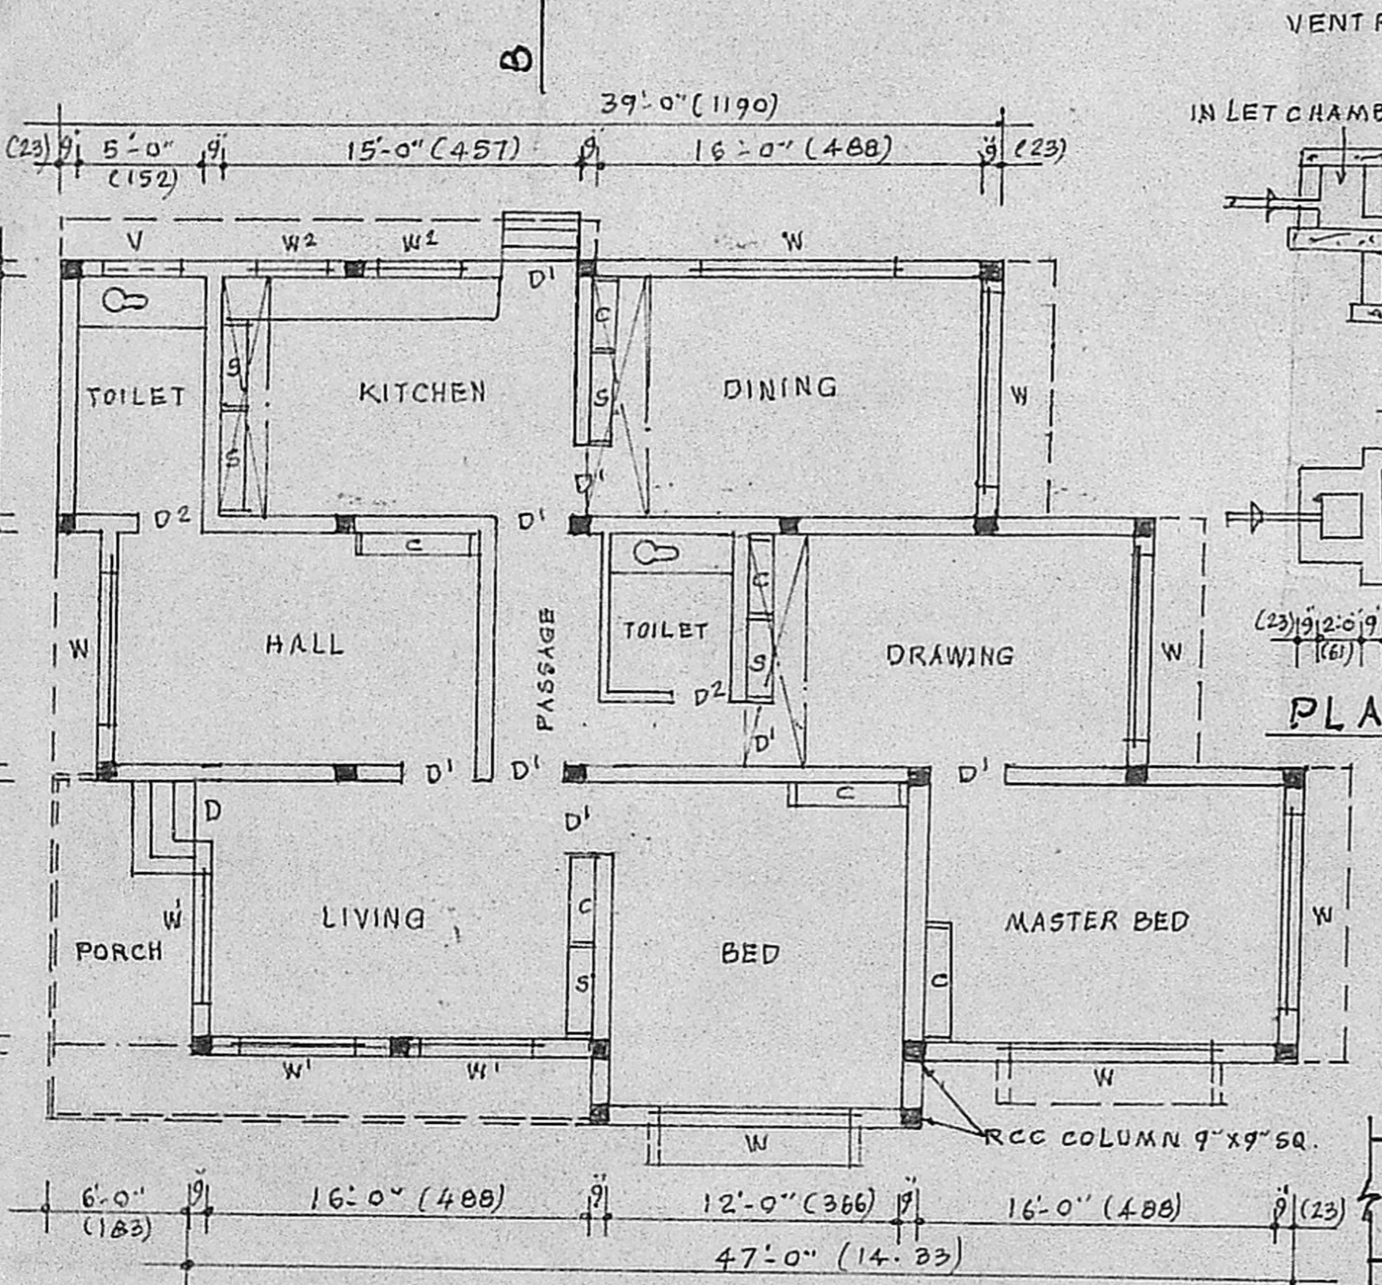 B
VENT
39'-0" (1190)
INLET CHAMB
(23) 9" 5'-0" 9" 15'-0" (457) 9" 16'-0" (488) 9" (23)
(152)
V W2 W2 W
D1
C
TOILET S KITCHEN S DINING W
S
D1
D2 D1
C
C
(23) 9" 2'-0" 9"
(61)
W HALL PASSAGE TOILET S DRAWING W
D2
PLA
D1
D1 D1 D1
C
D D1
C
W1 LIVING MASTER BED W
PORCH BED
S C
W1 W1 W
RCC COLUMN 9"X9" SQ.
W
6'-0" 9" 16'-0" (488) 9" 12'-0" (366) 9" 16'-0" (488) 9" (23)
(183)
47'-0" (14.33)